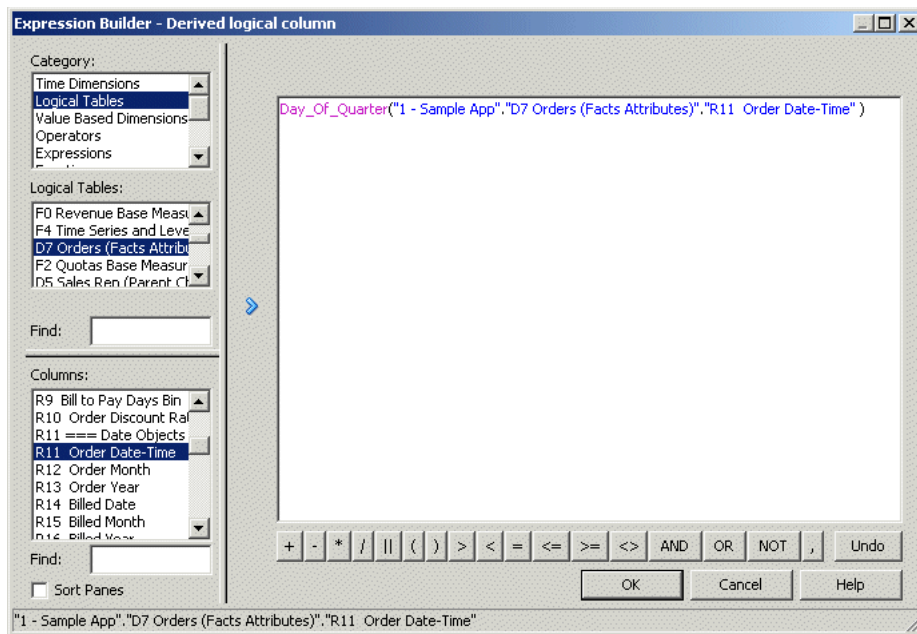 Expression Builder - Derived logical column
Category:
Time Dimensions
Logical Tables
Value Based Dimensions
Operators
Expressions
Logical Tables:
F0 Revenue Base Measu
F4 Time Series and Leve
D7 Orders (Facts Attribu
F2 Quotas Base Measur
D5 Sales Rep (Parent Ch
Find:
Columns:
R9 Bill to Pay Days Bin
R10 Order Discount Rat
R11 === Date Objects
R11 Order Date-Time
R12 Order Month
R13 Order Year
R14 Billed Date
R15 Billed Month
R16 Billed Year
Find:
Sort Panes
Day_Of_Quarter("1 - Sample App"."D7 Orders (Facts Attributes)"."R11  Order Date-Time" )
+ - * / || ( ) > < = <= >= <> AND OR NOT , Undo
OK Cancel Help
"1 - Sample App"."D7 Orders (Facts Attributes)"."R11  Order Date-Time"